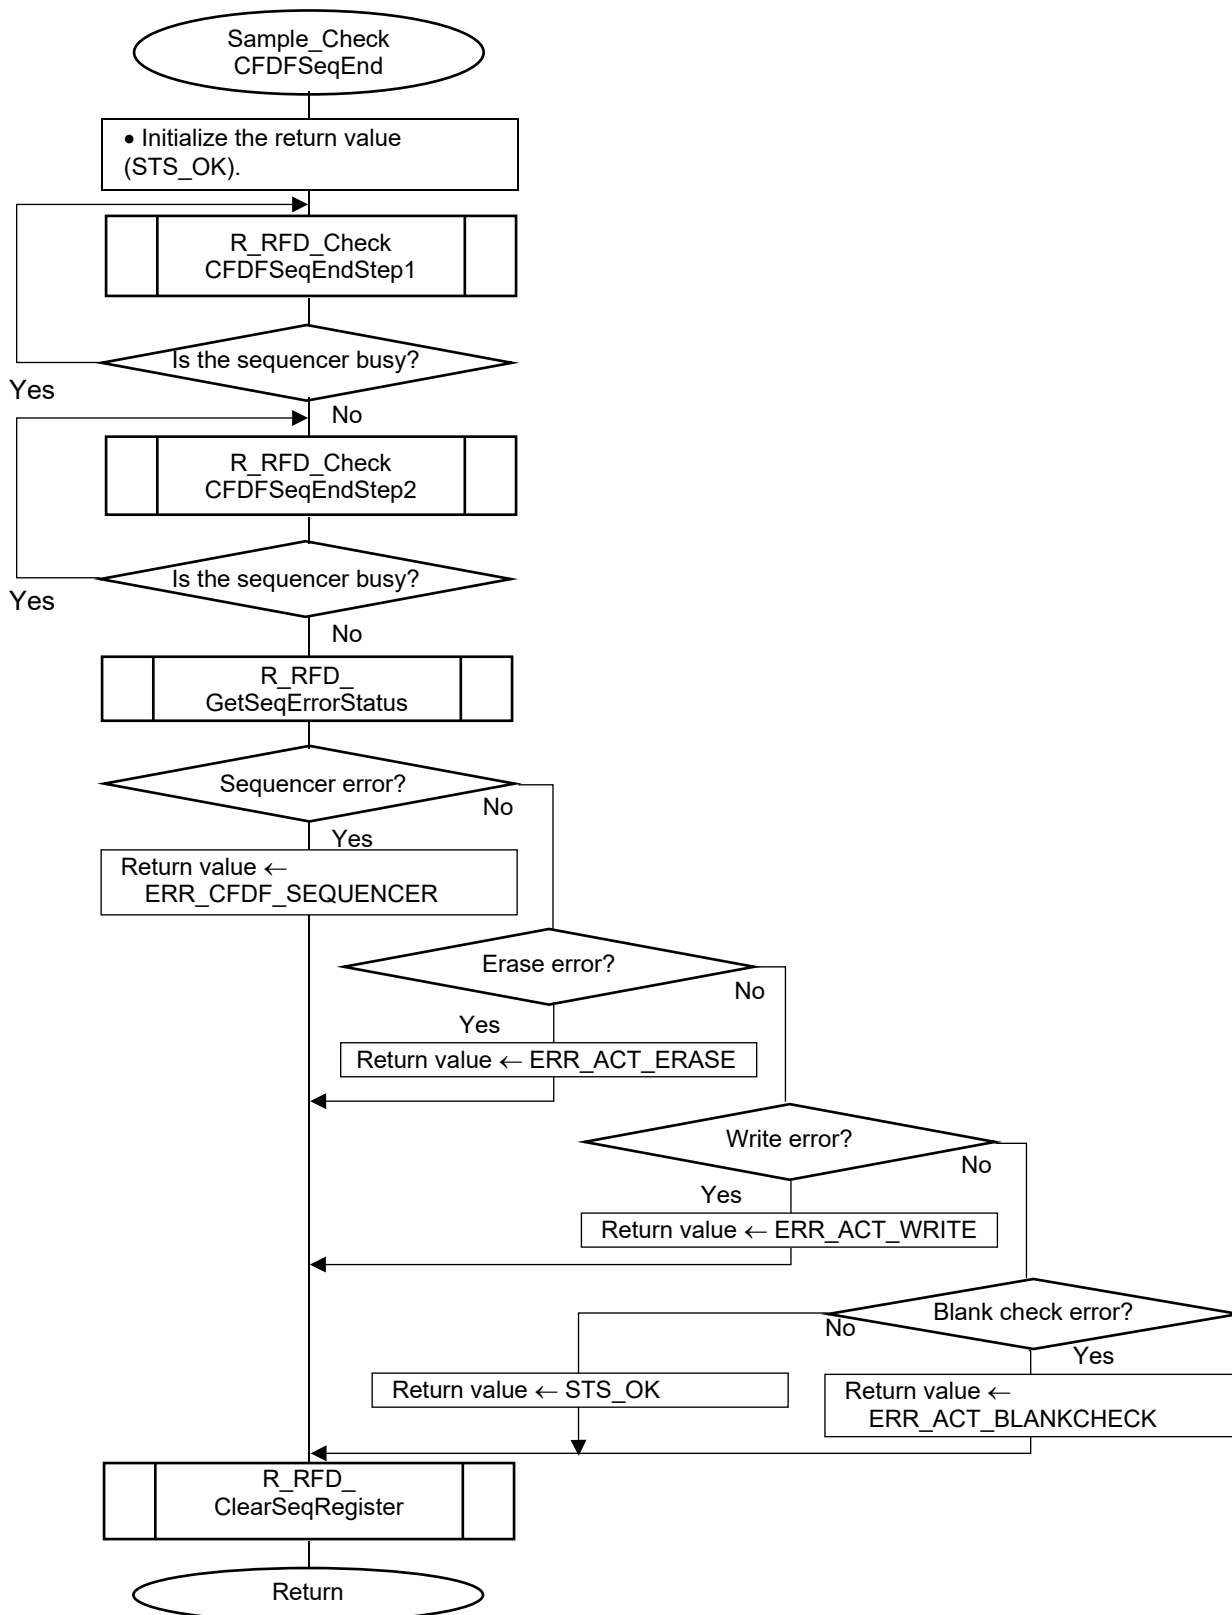 Sample_Check
CFDFSeqEnd
• Initialize the return value
(STS_OK).
R_RFD_Check
CFDFSeqEndStep1
Is the sequencer busy?
Yes
No
R_RFD_Check
CFDFSeqEndStep2
Is the sequencer busy?
Yes
No
R_RFD_
GetSeqErrorStatus
Sequencer error?
No
Yes
Return value ←
ERR_CFDF_SEQUENCER
Erase error?
No
Yes
Return value ← ERR_ACT_ERASE
Write error?
No
Yes
Return value ← ERR_ACT_WRITE
Blank check error?
No
Yes
Return value ← STS_OK
Return value ←
ERR_ACT_BLANKCHECK
R_RFD_
ClearSeqRegister
Return